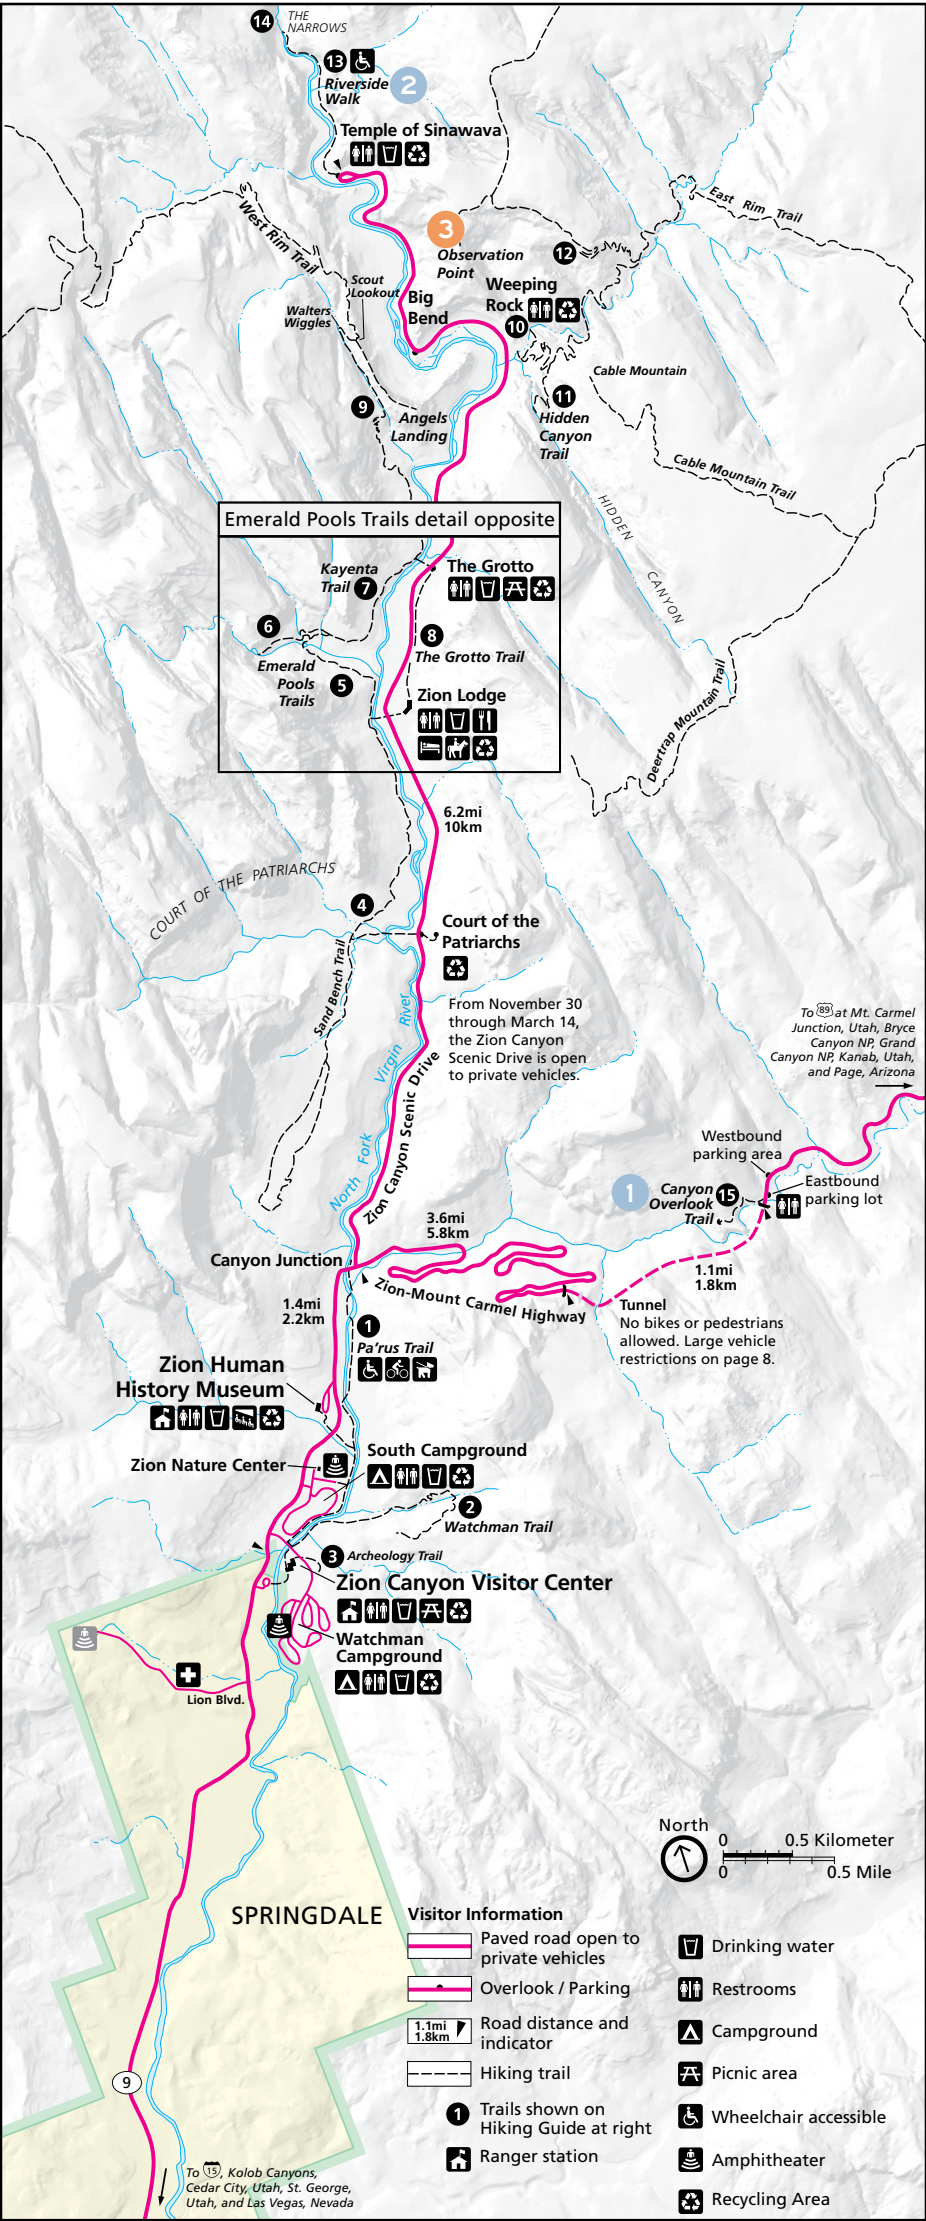 14
THE
NARROWS
13
Riverside
Walk
2
Temple of Sinawava
East Rim Trail
West Rim Trail
3
Observation
Point
12
Scout
Lookout
Weeping
Rock
10
Big
Bend
Walters
Wiggles
Cable Mountain
11
Hidden
Canyon
Trail
9
Angels
Landing
Cable Mountain Trail
HIDDEN
CANYON
Emerald Pools Trails detail opposite
Kayenta
Trail 7
The Grotto
6
8
The Grotto Trail
Emerald
Pools
Trails
5
Zion Lodge
Deertrap Mountain Trail
6.2mi
10km
COURT OF THE PATRIARCHS
4
Court of the
Patriarchs
Sand Bench Trail
From November 30
through March 14,
the Zion Canyon
Scenic Drive is open
to private vehicles.
To 89 at Mt. Carmel
Junction, Utah, Bryce
Canyon NP, Grand
Canyon NP, Kanab, Utah,
and Page, Arizona
North Fork Virgin River
Zion Canyon Scenic Drive
Westbound
parking area
Eastbound
parking lot
1
Canyon
Overlook
Trail
15
3.6mi
5.8km
Canyon Junction
1.1mi
1.8km
Zion-Mount Carmel Highway
1.4mi
2.2km
Tunnel
No bikes or pedestrians
allowed. Large vehicle
restrictions on page 8.
1
Pa'rus Trail
Zion Human
History Museum
South Campground
Zion Nature Center
2
Watchman Trail
3 Archeology Trail
Zion Canyon Visitor Center
Watchman
Campground
Lion Blvd.
North
0 0.5 Kilometer
0 0.5 Mile
SPRINGDALE
Visitor Information
Paved road open to
private vehicles
Overlook / Parking
1.1mi
1.8km
Road distance and
indicator
Hiking trail
1
Trails shown on
Hiking Guide at right
Ranger station
Drinking water
Restrooms
Campground
Picnic area
Wheelchair accessible
Amphitheater
Recycling Area
9
To 15, Kolob Canyons,
Cedar City, Utah, St. George,
Utah, and Las Vegas, Nevada